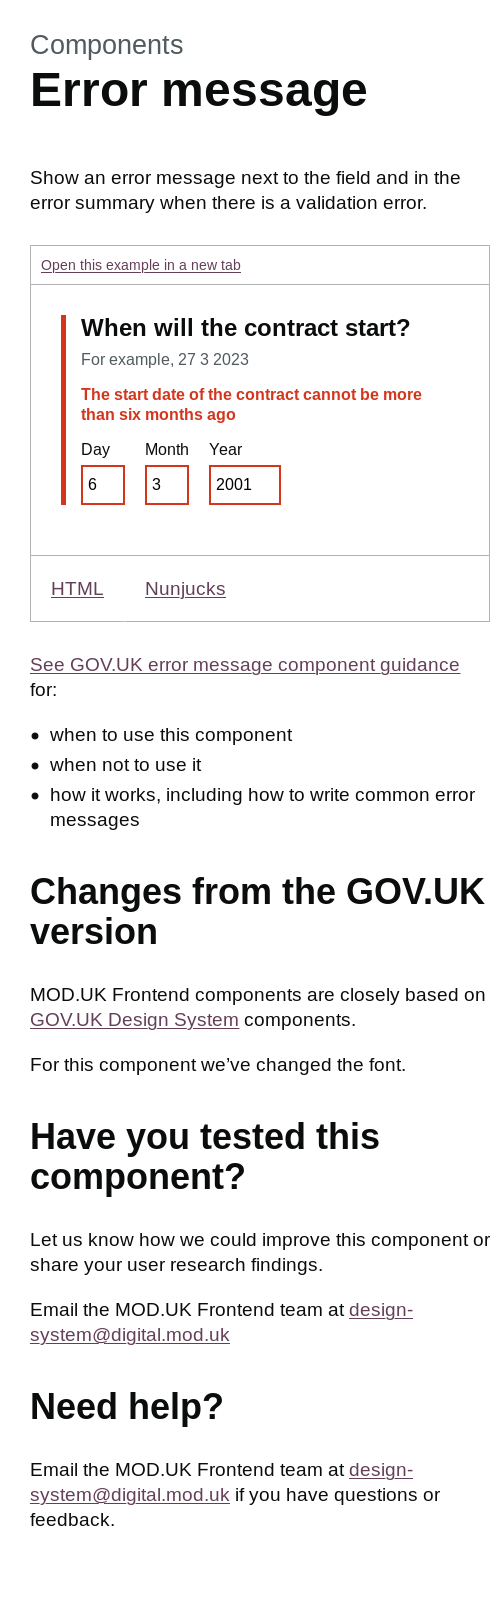 Components
Error message
Show an error message next to the field and in the
error summary when there is a validation error.
Open this example in a new tab
When will the contract start?
For example, 27 3 2023
The start date of the contract cannot be more
than six months ago
Day Month Year
6 3 2001
HTML Nunjucks
See GOV.UK error message component guidance
for:
• when to use this component
• when not to use it
• how it works, including how to write common error
messages
Changes from the GOV.UK
version
MOD.UK Frontend components are closely based on
GOV.UK Design System components.
For this component we’ve changed the font.
Have you tested this
component?
Let us know how we could improve this component or
share your user research findings.
Email the MOD.UK Frontend team at design-
system@digital.mod.uk
Need help?
Email the MOD.UK Frontend team at design-
system@digital.mod.uk if you have questions or
feedback.